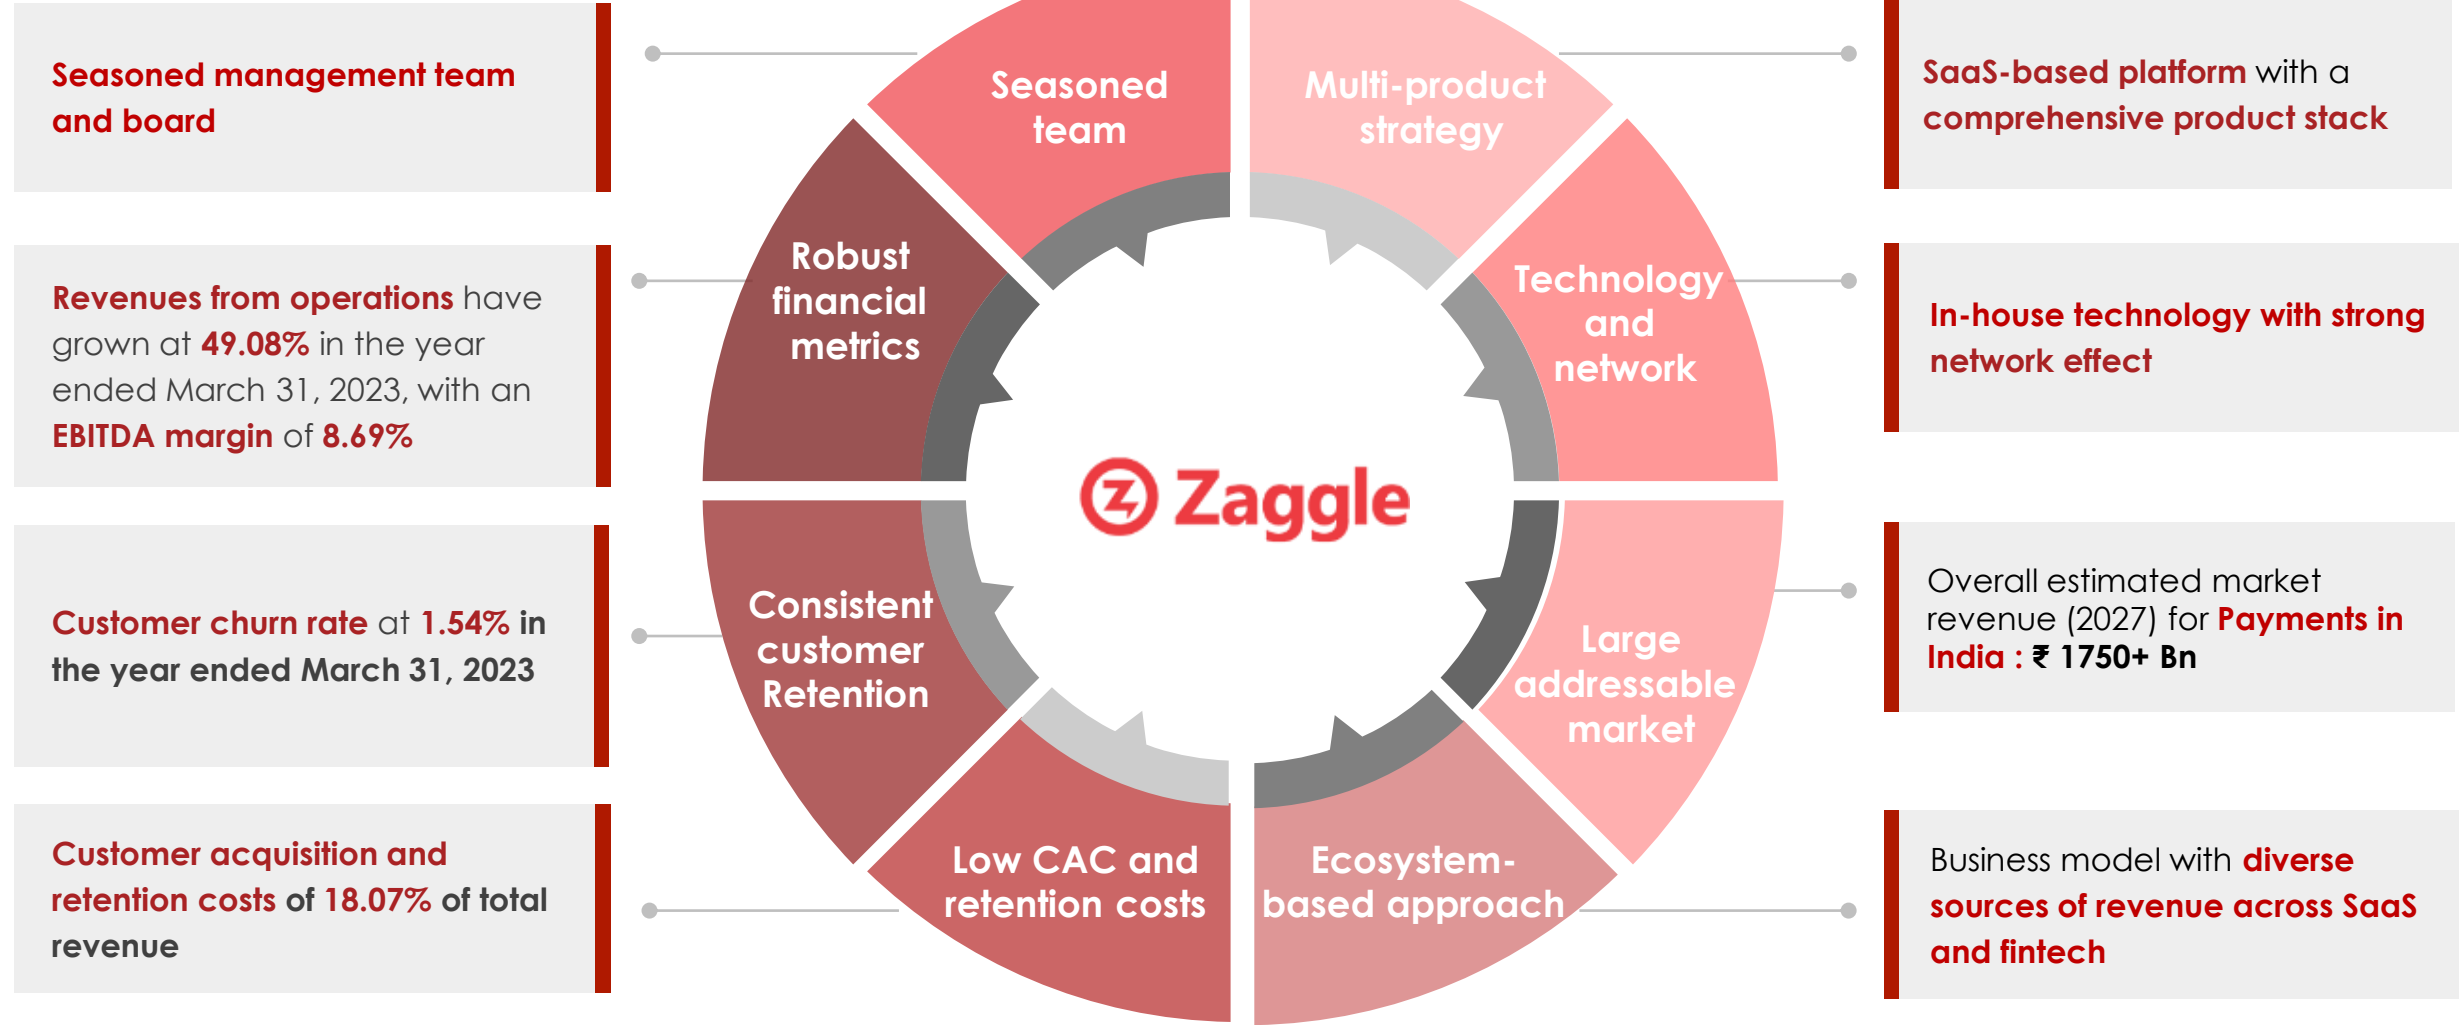 Seasoned management team
and board
Revenues from operations have
grown at 49.08% in the year
ended March 31, 2023, with an
EBITDA margin of 8.69%
Customer churn rate at 1.54% in
the year ended March 31, 2023
Customer acquisition and
retention costs of 18.07% of total
revenue
Seasoned
team
Multi-product
strategy
Robust
financial
metrics
Technology
and
network
Zaggle
Consistent
customer
Retention
Large
addressable
market
Low CAC and
retention costs
Ecosystem-
based approach
SaaS-based platform with a
comprehensive product stack
In-house technology with strong
network effect
Overall estimated market
revenue (2027) for Payments in
India : ₹ 1750+ Bn
Business model with diverse
sources of revenue across SaaS
and fintech